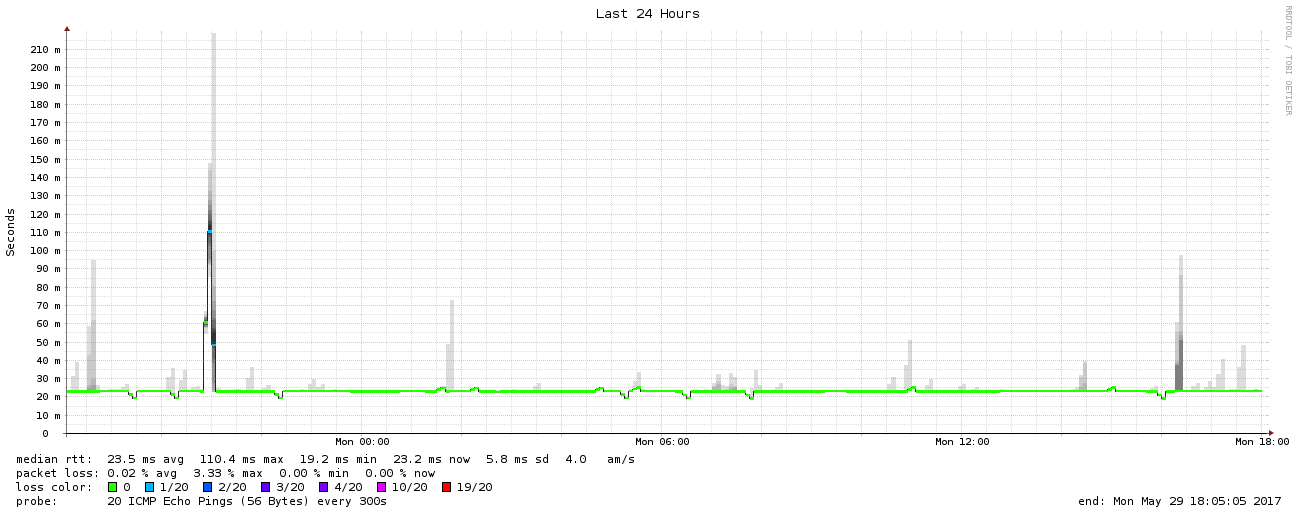 Last 24 Hours
RRDTOOL / TOBI OETIKER
Seconds
210 m
200 m
190 m
180 m
170 m
160 m
150 m
140 m
130 m
120 m
110 m
100 m
90 m
80 m
70 m
60 m
50 m
40 m
30 m
20 m
10 m
0
Mon 00:00 Mon 06:00 Mon 12:00 Mon 18:00
median rtt: 23.5 ms avg 110.4 ms max 19.2 ms min 23.2 ms now 5.8 ms sd 4.0 am/s
packet loss: 0.02 % avg 3.33 % max 0.00 % min 0.00 % now
loss color: 0 1/20 2/20 3/20 4/20 10/20 19/20
probe: 20 ICMP Echo Pings (56 Bytes) every 300s end: Mon May 29 18:05:05 2017